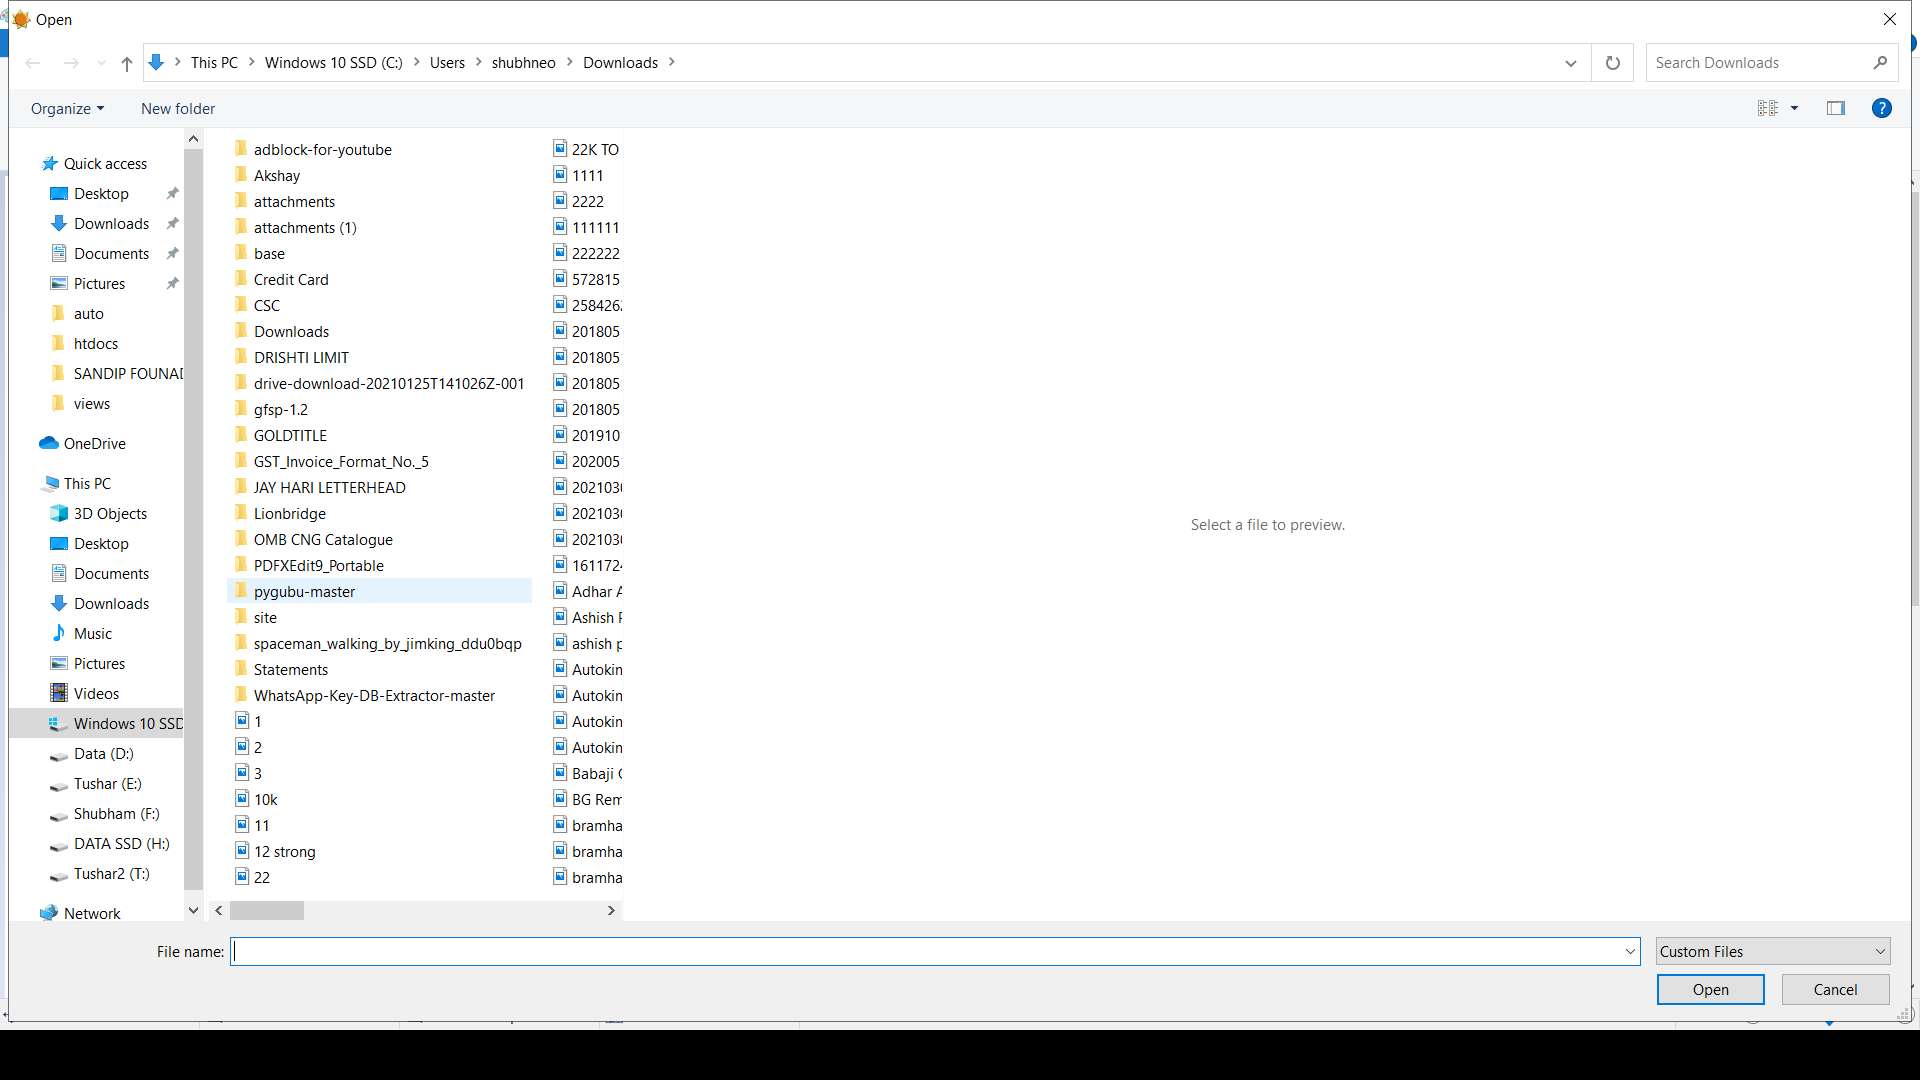 Open
This PC > Windows 10 SSD (C:) > Users > shubhneo > Downloads >
Search Downloads
Organize
New folder
Quick access
Desktop
Downloads
Documents
Pictures
auto
htdocs
SANDIP FOUNAD
views
OneDrive
This PC
3D Objects
Desktop
Documents
Downloads
Music
Pictures
Videos
Windows 10 SSD
Data (D:)
Tushar (E:)
Shubham (F:)
DATA SSD (H:)
Tushar2 (T:)
Network
adblock-for-youtube
Akshay
attachments
attachments (1)
base
Credit Card
CSC
Downloads
DRISHTI LIMIT
drive-download-20210125T141026Z-001
gfsp-1.2
GOLDTITLE
GST_Invoice_Format_No._5
JAY HARI LETTERHEAD
Lionbridge
OMB CNG Catalogue
PDFXEdit9_Portable
pygubu-master
site
spaceman_walking_by_jimking_ddu0bqp
Statements
WhatsApp-Key-DB-Extractor-master
1
2
3
10k
11
12 strong
22
22K TO
1111
2222
111111
222222
572815
258426
201805
201805
201805
201805
201910
202005
202103
202103
202103
161172
Adhar
Ashish
ashish p
Autokin
Autokin
Autokin
Autokin
Babaji
BG Rem
bramha
bramha
bramha
Select a file to preview.
File name:
Custom Files
Open
Cancel